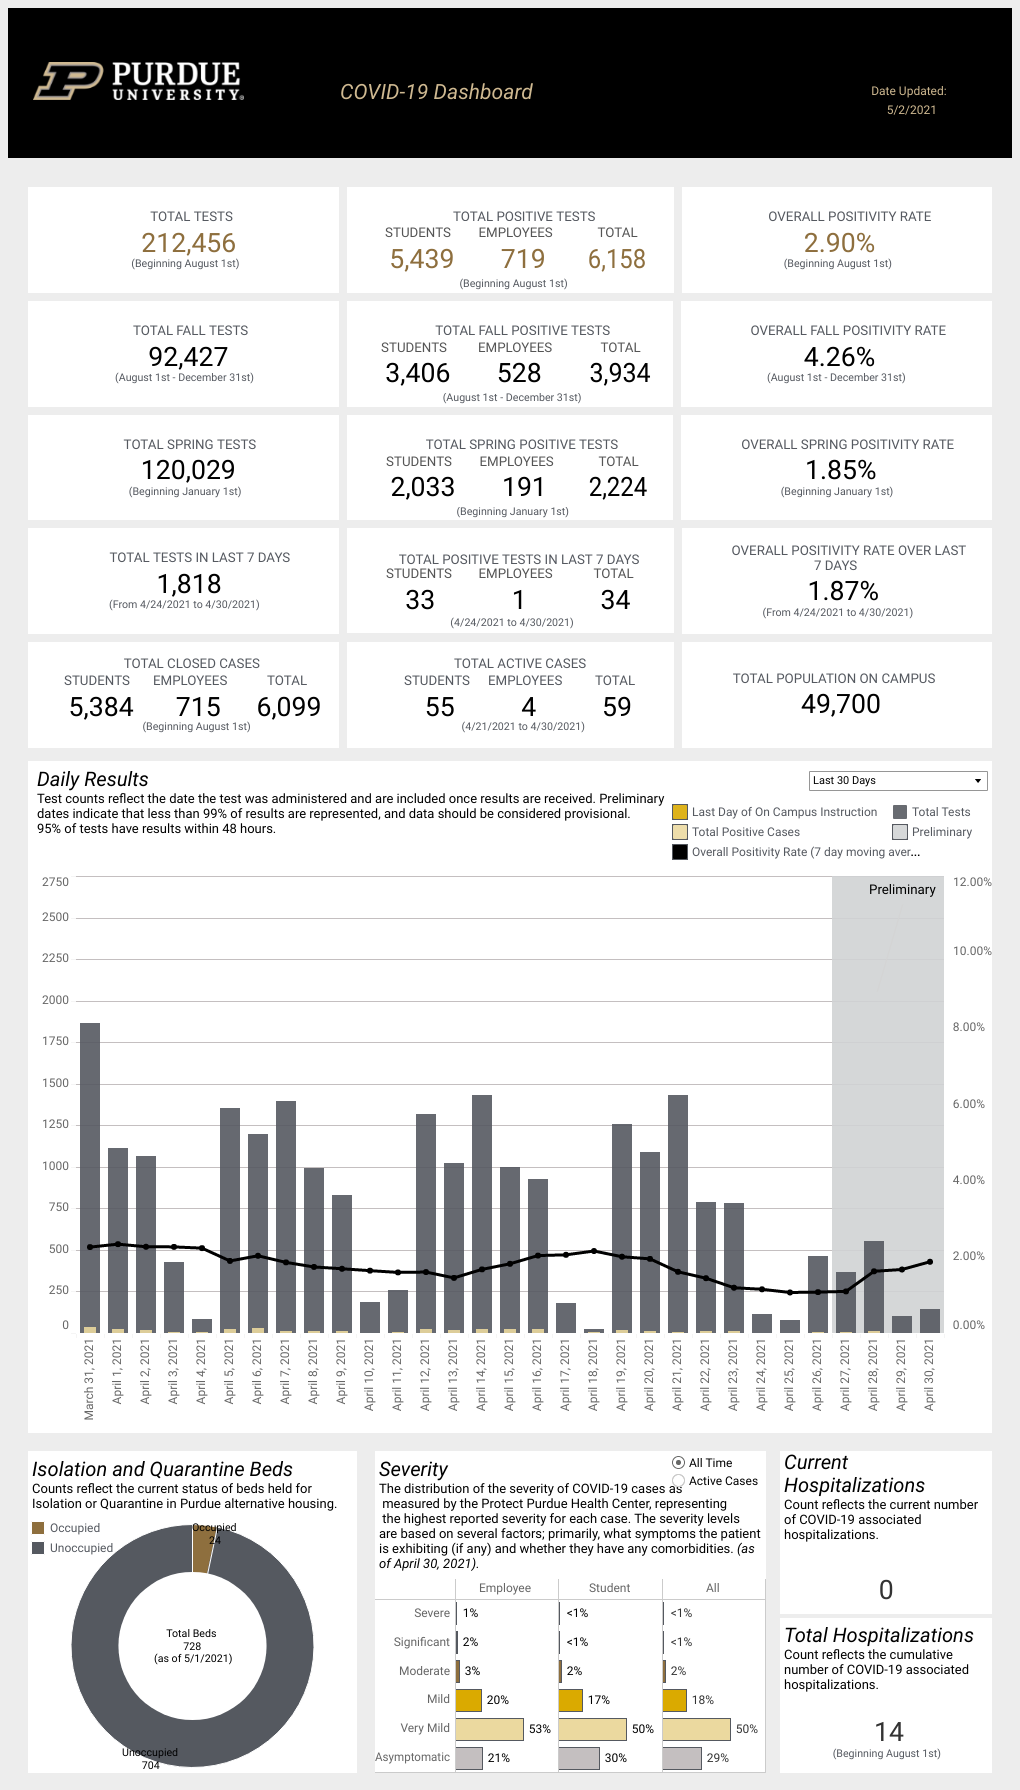 PURDUE
UNIVERSITY®
COVID-19 Dashboard
Date Updated:
5/2/2021
TOTAL TESTS
212,456
(Beginning August 1st)
TOTAL POSITIVE TESTS
STUDENTS EMPLOYEES TOTAL
5,439 719 6,158
(Beginning August 1st)
OVERALL POSITIVITY RATE
2.90%
(Beginning August 1st)
TOTAL FALL TESTS
92,427
(August 1st - December 31st)
TOTAL FALL POSITIVE TESTS
STUDENTS EMPLOYEES TOTAL
3,406 528 3,934
(August 1st - December 31st)
OVERALL FALL POSITIVITY RATE
4.26%
(August 1st - December 31st)
TOTAL SPRING TESTS
120,029
(Beginning January 1st)
TOTAL SPRING POSITIVE TESTS
STUDENTS EMPLOYEES TOTAL
2,033 191 2,224
(Beginning January 1st)
OVERALL SPRING POSITIVITY RATE
1.85%
(Beginning January 1st)
TOTAL TESTS IN LAST 7 DAYS
1,818
(From 4/24/2021 to 4/30/2021)
TOTAL POSITIVE TESTS IN LAST 7 DAYS
STUDENTS EMPLOYEES TOTAL
33 1 34
(4/24/2021 to 4/30/2021)
OVERALL POSITIVITY RATE OVER LAST
7 DAYS
1.87%
(From 4/24/2021 to 4/30/2021)
TOTAL CLOSED CASES
STUDENTS EMPLOYEES TOTAL
5,384 715 6,099
(Beginning August 1st)
TOTAL ACTIVE CASES
STUDENTS EMPLOYEES TOTAL
55 4 59
(4/21/2021 to 4/30/2021)
TOTAL POPULATION ON CAMPUS
49,700
Daily Results
Test counts reflect the date the test was administered and are included once results are received. Preliminary
dates indicate that less than 99% of results are represented, and data should be considered provisional.
95% of tests have results within 48 hours.
Last 30 Days
Last Day of On Campus Instruction
Total Tests
Total Positive Cases
Preliminary
Overall Positivity Rate (7 day moving aver...
Preliminary
2750
2500
2250
2000
1750
1500
1250
1000
750
500
250
0
12.00%
10.00%
8.00%
6.00%
4.00%
2.00%
0.00%
March 31, 2021
April 1, 2021
April 2, 2021
April 3, 2021
April 4, 2021
April 5, 2021
April 6, 2021
April 7, 2021
April 8, 2021
April 9, 2021
April 10, 2021
April 11, 2021
April 12, 2021
April 13, 2021
April 14, 2021
April 15, 2021
April 16, 2021
April 17, 2021
April 18, 2021
April 19, 2021
April 20, 2021
April 21, 2021
April 22, 2021
April 23, 2021
April 24, 2021
April 25, 2021
April 26, 2021
April 27, 2021
April 28, 2021
April 29, 2021
April 30, 2021
Isolation and Quarantine Beds
Counts reflect the current status of beds held for
Isolation or Quarantine in Purdue alternative housing.
Occupied
Unoccupied
Occupied
24
Total Beds
728
(as of 5/1/2021)
Unoccupied
704
Severity
All Time
Active Cases
The distribution of the severity of COVID-19 cases as
measured by the Protect Purdue Health Center, representing
the highest reported severity for each case. The severity levels
are based on several factors; primarily, what symptoms the patient
is exhibiting (if any) and whether they have any comorbidities. (as
of April 30, 2021).
Employee Student All
Severe 1% <1% <1%
Significant 2% <1% <1%
Moderate 3% 2% 2%
Mild 20% 17% 18%
Very Mild 53% 50% 50%
Asymptomatic 21% 30% 29%
Current
Hospitalizations
Count reflects the current number
of COVID-19 associated
hospitalizations.
0
Total Hospitalizations
Count reflects the cumulative
number of COVID-19 associated
hospitalizations.
14
(Beginning August 1st)